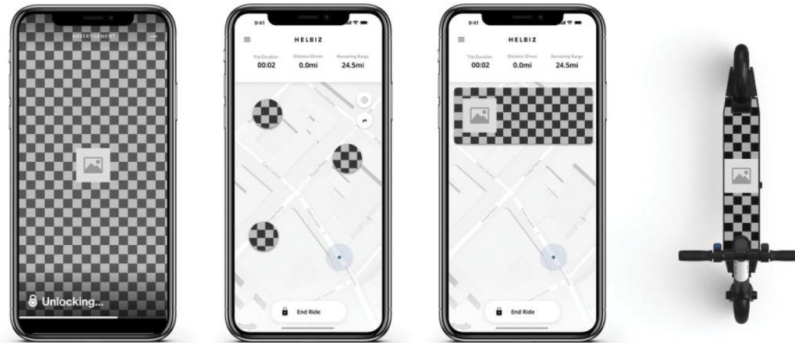 ADVERTISEMENT
Unlocking...
9:41
HELBIZ
Trip Duration Distance Driven Remaining Range
00:02 0.0mi 24.5mi
End Ride
9:41
HELBIZ
Trip Duration Distance Driven Remaining Range
00:02 0.0mi 24.5mi
End Ride